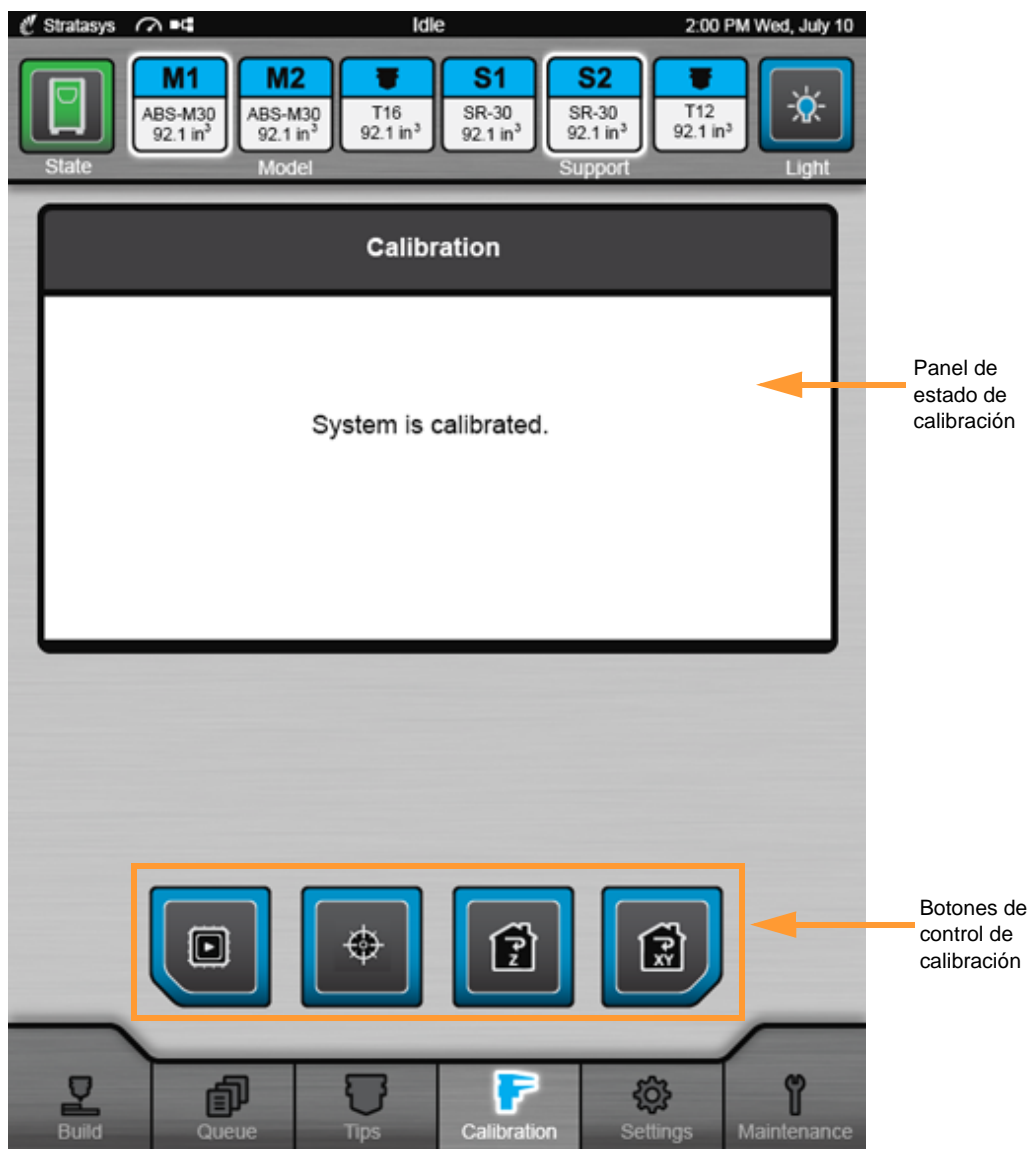 Stratasys Idle 2:00 PM Wed, July 10
M1 M2 S1 S2
ABS-M30 ABS-M30 T16 SR-30 SR-30 T12
92.1 in³ 92.1 in³ 92.1 in³ 92.1 in³ 92.1 in³ 92.1 in³
State Model Support Light
Calibration
System is calibrated.
Panel de
estado de
calibración
Z XY
Botones de
control de
calibración
Build Queue Tips Calibration Settings Maintenance